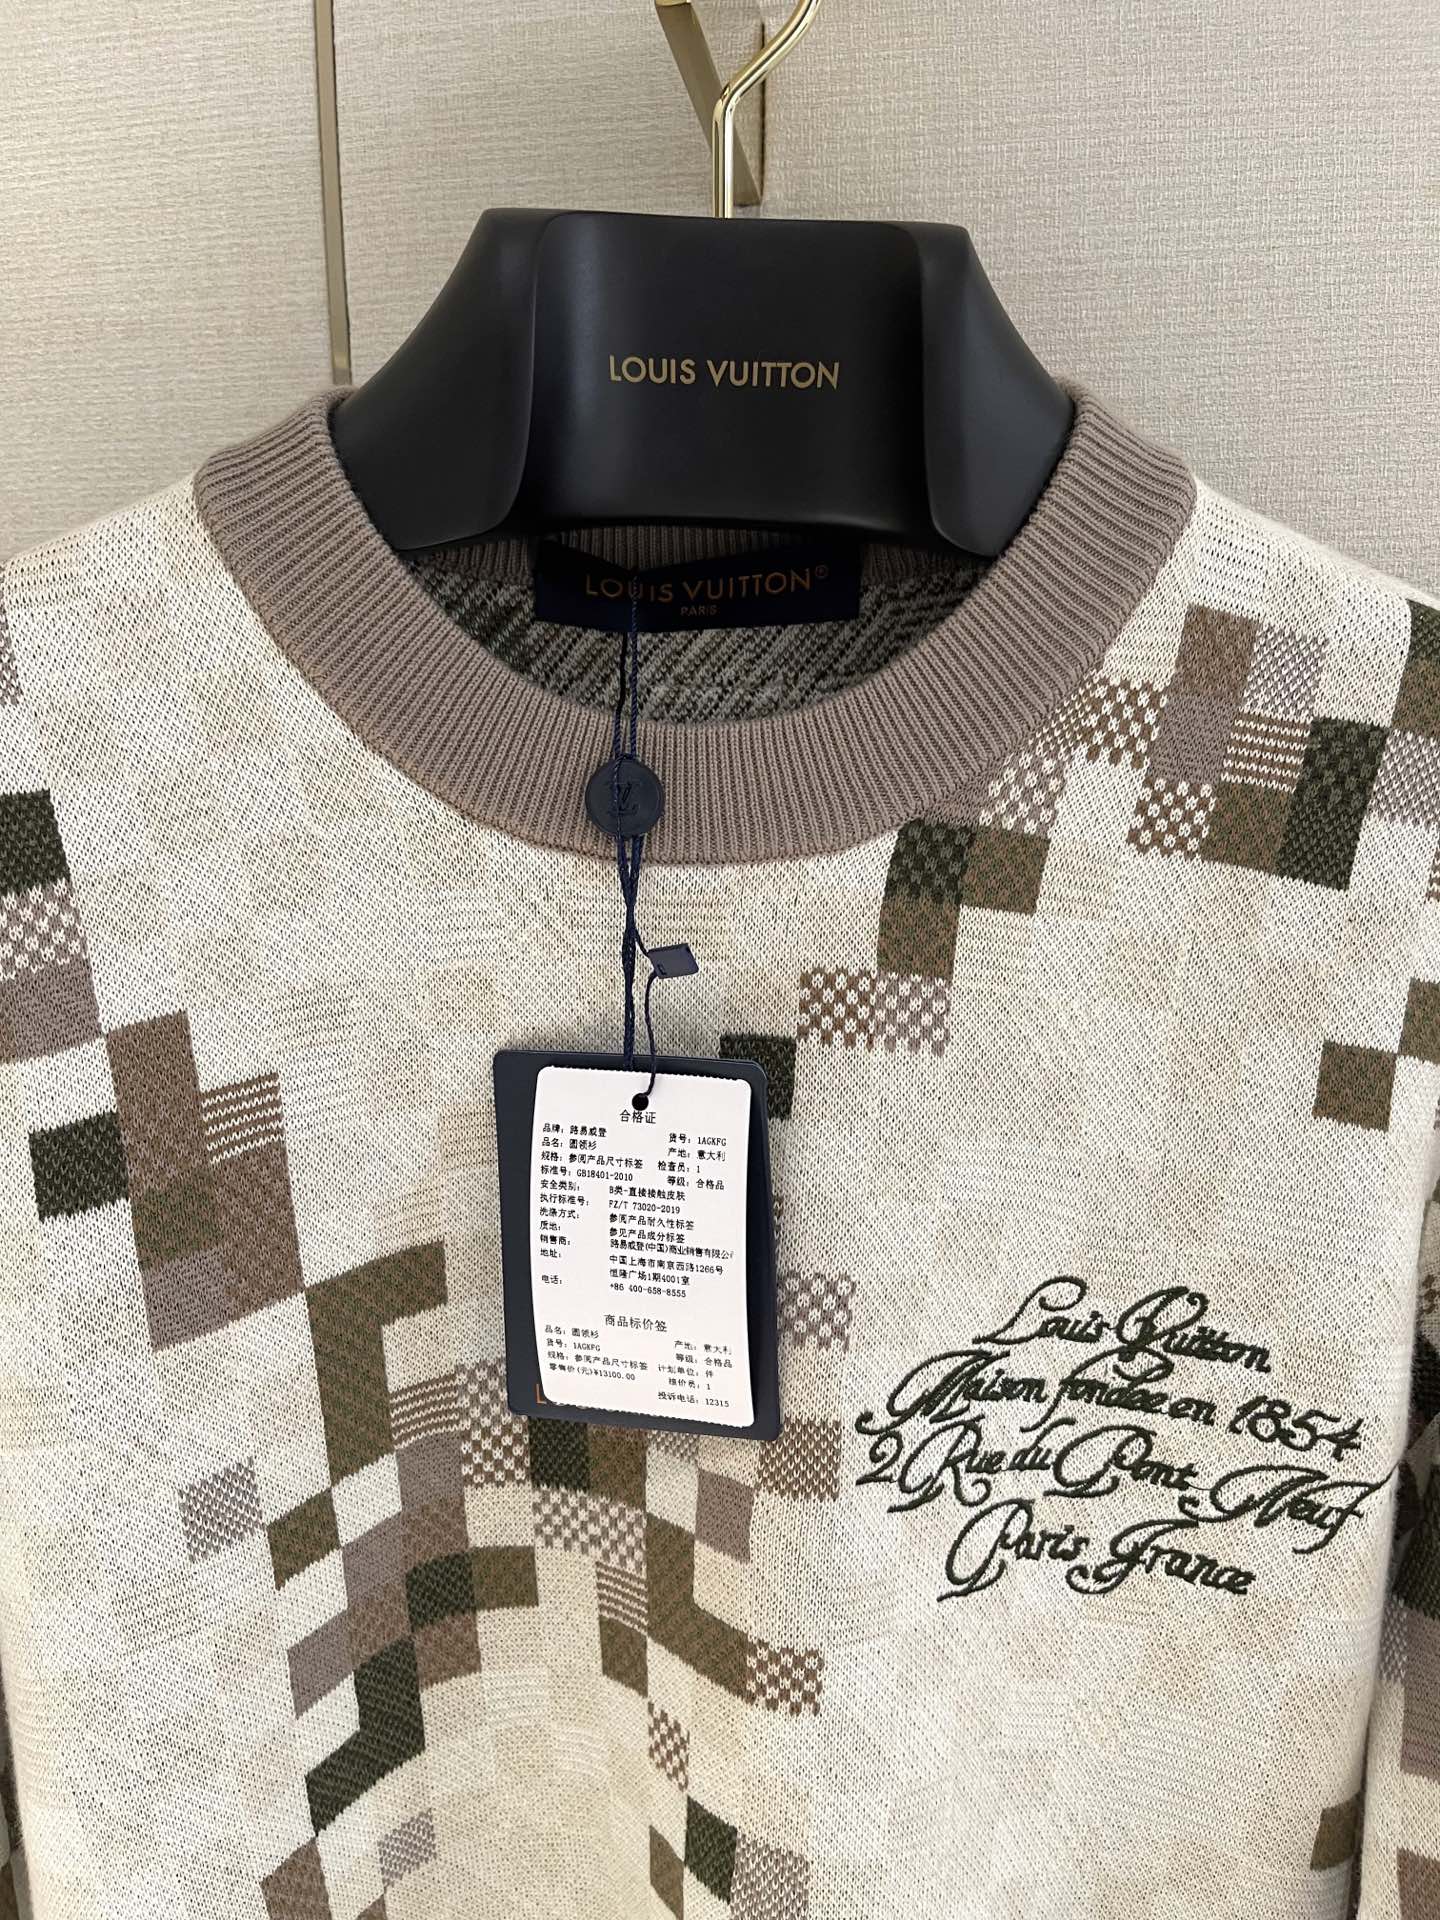 LOUIS VUITTON
LOUIS VUITTON®
PARIS
合格证
品牌：路易威登 货号：1AGKFG
品名：圆领衫 产地：意大利
规格：参阅产品尺寸标签 检查员：1
标准号：GB18401-2010 等级：合格品
安全类别： B类-直接接触皮肤
执行标准号： FZ/T 73020-2019
洗涤方式： 参阅产品耐久性标签
质地： 参见产品成分标签
销售商： 路易威登(中国)商业销售有限公
地址： 中国上海市南京西路1266号
恒隆广场1期4001室
电话： +86 400-658-8555
商品标价签
品名：圆领衫 产地：意大利
货号：1AGKFG 等级：合格品
规格：参阅产品尺寸标签 计划单位：件
零售价(元)¥13100.00 核价员：1
投诉电话：12315
Louis Vuitton
Maison fondée en 1854
2 Rue du Pont-Neuf
Paris, France